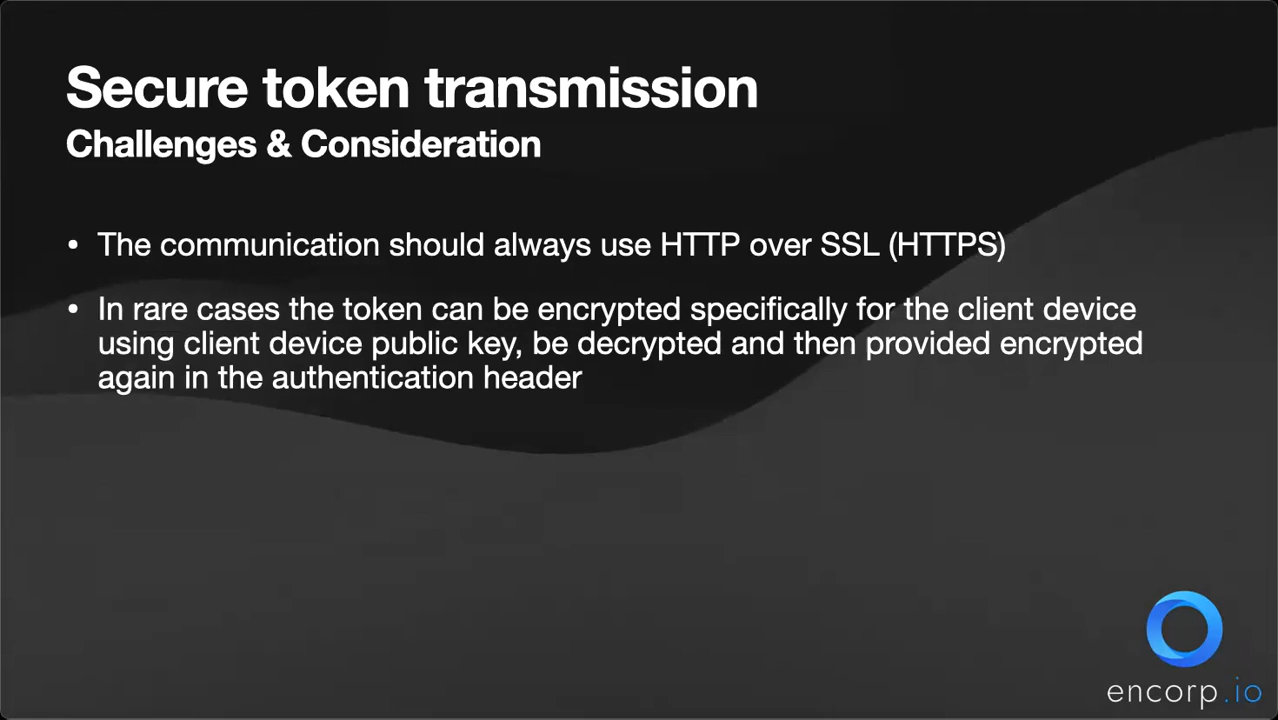 Secure token transmission
Challenges & Consideration
• The communication should always use HTTP over SSL (HTTPS)
• In rare cases the token can be encrypted specifically for the client device
using client device public key, be decrypted and then provided encrypted
again in the authentication header
encorp.io